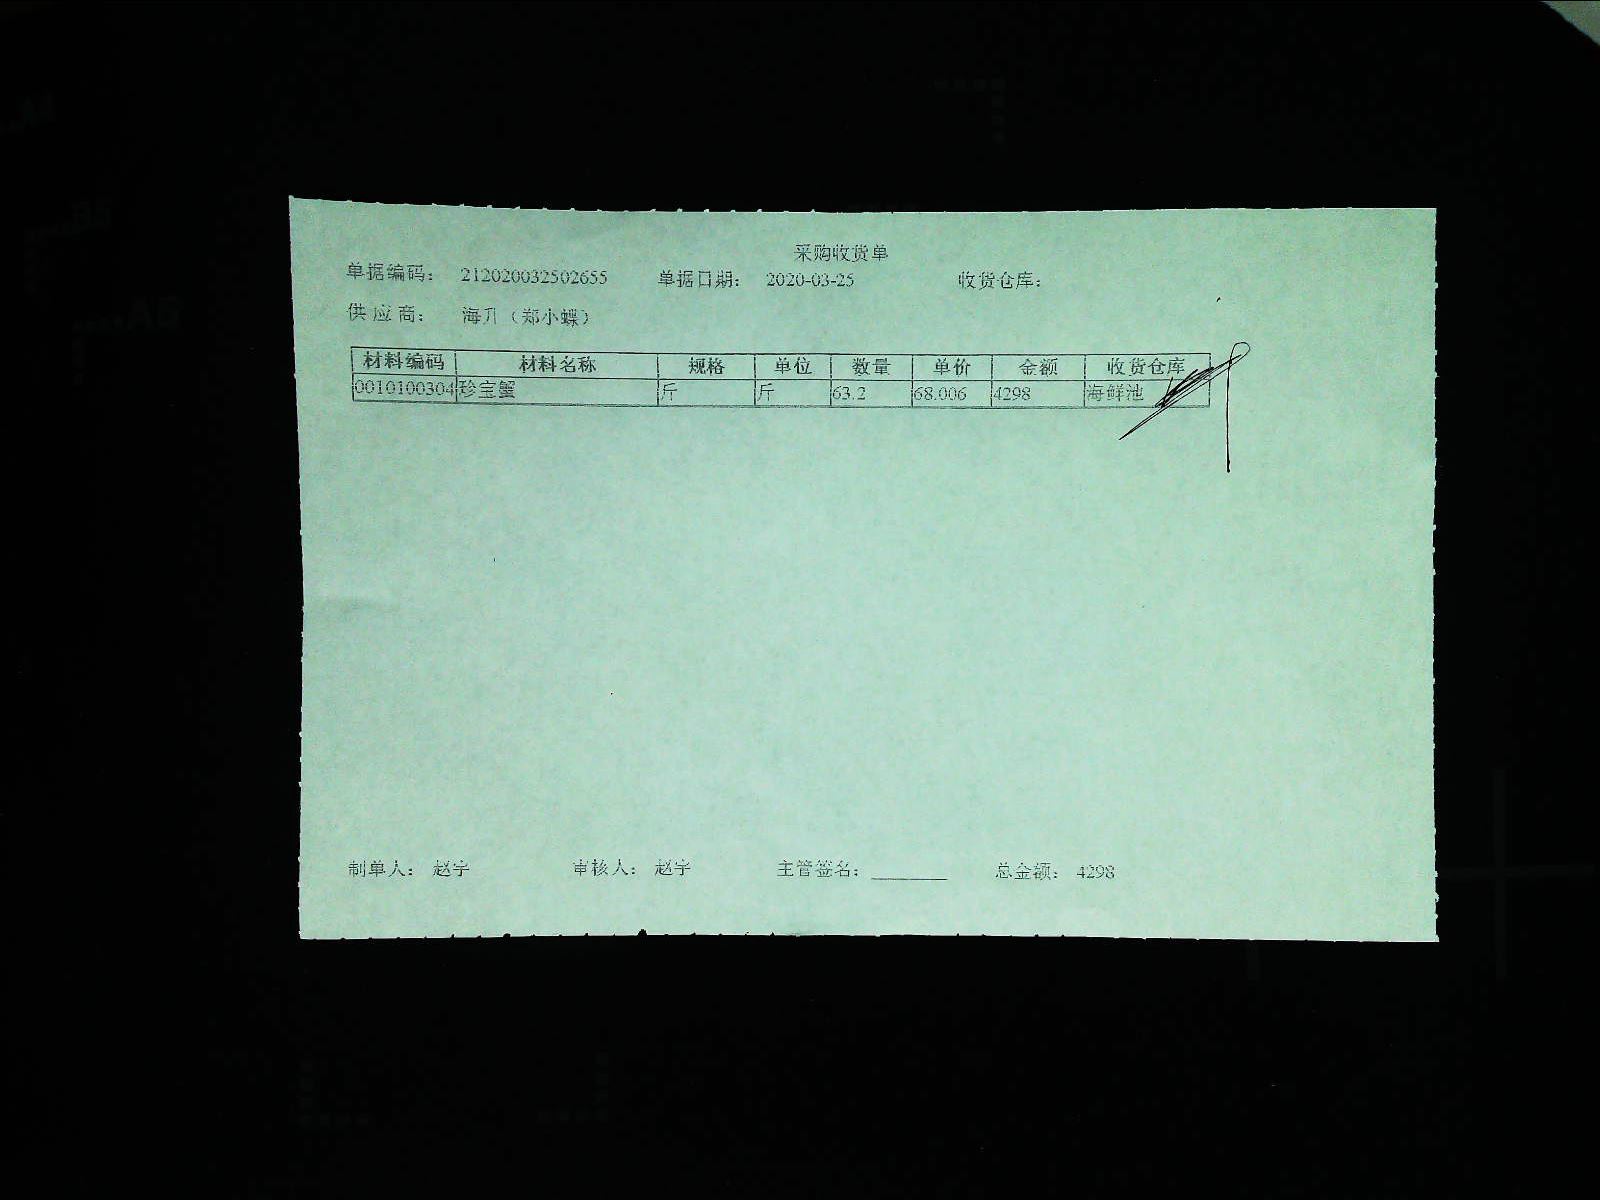 采购收货单
单据编码： 212020032502655 单据日期： 2020-03-25 收货仓库：
供 应 商： 海升（郑小蝶）
材料编码 材料名称 规格 单位 数量 单价 金额 收货仓库
0010100304 珍宝蟹 斤 斤 63.2 68.006 4298 海鲜池
制单人： 赵宇 审核人： 赵宇 主管签名： 总金额： 4298